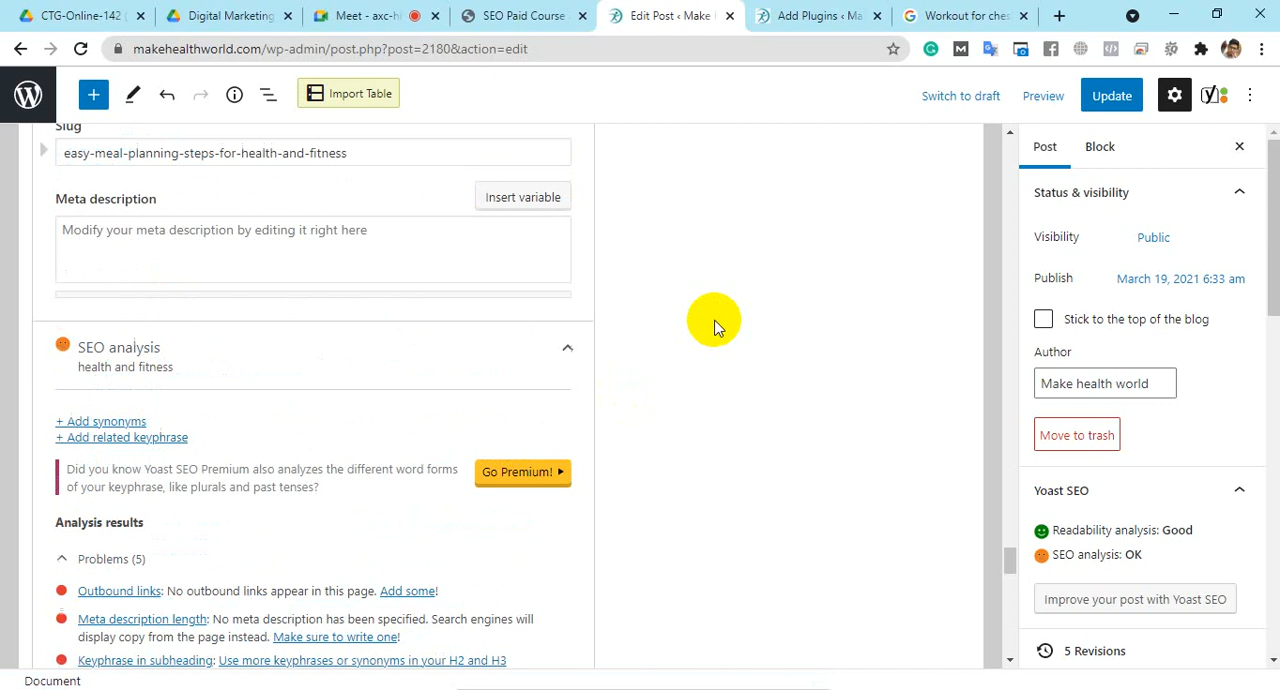 CTG-Online-142
Digital Marketing
Meet - axc-hi
SEO Paid Course
Edit Post ‹ Make
Add Plugins ‹ Ma
Workout for ches
makehealthworld.com/wp-admin/post.php?post=2180&action=edit
Import Table
Switch to draft
Preview
Update
Slug
easy-meal-planning-steps-for-health-and-fitness
Meta description
Insert variable
Modify your meta description by editing it right here
SEO analysis
health and fitness
+ Add synonyms
+ Add related keyphrase
Did you know Yoast SEO Premium also analyzes the different word forms
of your keyphrase, like plurals and past tenses?
Go Premium!
Analysis results
Problems (5)
Outbound links: No outbound links appear in this page. Add some!
Meta description length: No meta description has been specified. Search engines will
display copy from the page instead. Make sure to write one!
Keyphrase in subheading: Use more keyphrases or synonyms in your H2 and H3
Post
Block
Status & visibility
Visibility
Public
Publish
March 19, 2021 6:33 am
Stick to the top of the blog
Author
Make health world
Move to trash
Yoast SEO
Readability analysis: Good
SEO analysis: OK
Improve your post with Yoast SEO
5 Revisions
Document